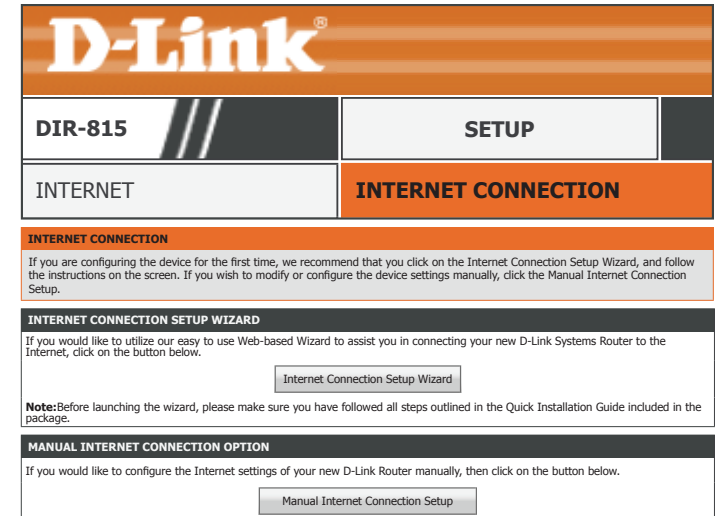 D-Link®
DIR-815
SETUP
INTERNET
INTERNET CONNECTION
INTERNET CONNECTION
If you are configuring the device for the first time, we recommend that you click on the Internet Connection Setup Wizard, and follow
the instructions on the screen. If you wish to modify or configure the device settings manually, click the Manual Internet Connection
Setup.
INTERNET CONNECTION SETUP WIZARD
If you would like to utilize our easy to use Web-based Wizard to assist you in connecting your new D-Link Systems Router to the
Internet, click on the button below.
Internet Connection Setup Wizard
Note:Before launching the wizard, please make sure you have followed all steps outlined in the Quick Installation Guide included in the
package.
MANUAL INTERNET CONNECTION OPTION
If you would like to configure the Internet settings of your new D-Link Router manually, then click on the button below.
Manual Internet Connection Setup